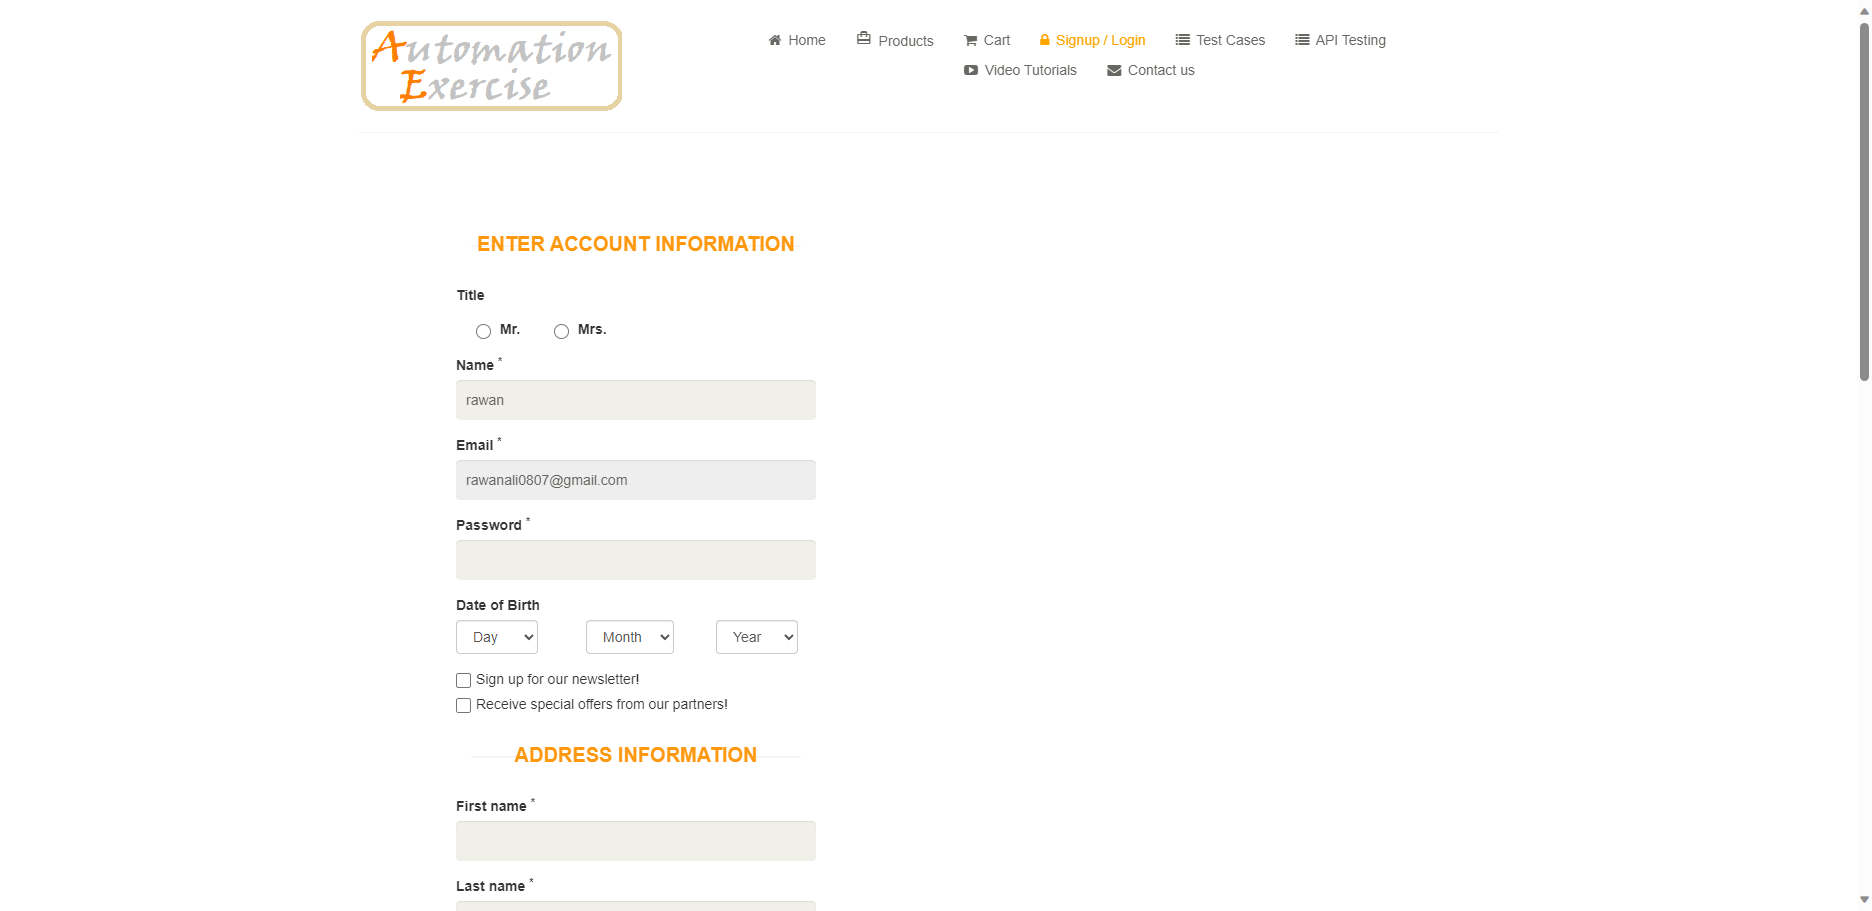 Automation
Exercise
Home Products Cart Signup / Login Test Cases API Testing
Video Tutorials Contact us
ENTER ACCOUNT INFORMATION
Title
Mr. Mrs.
Name *
rawan
Email *
rawanali0807@gmail.com
Password *
Date of Birth
Day Month Year
Sign up for our newsletter!
Receive special offers from our partners!
ADDRESS INFORMATION
First name *
Last name *